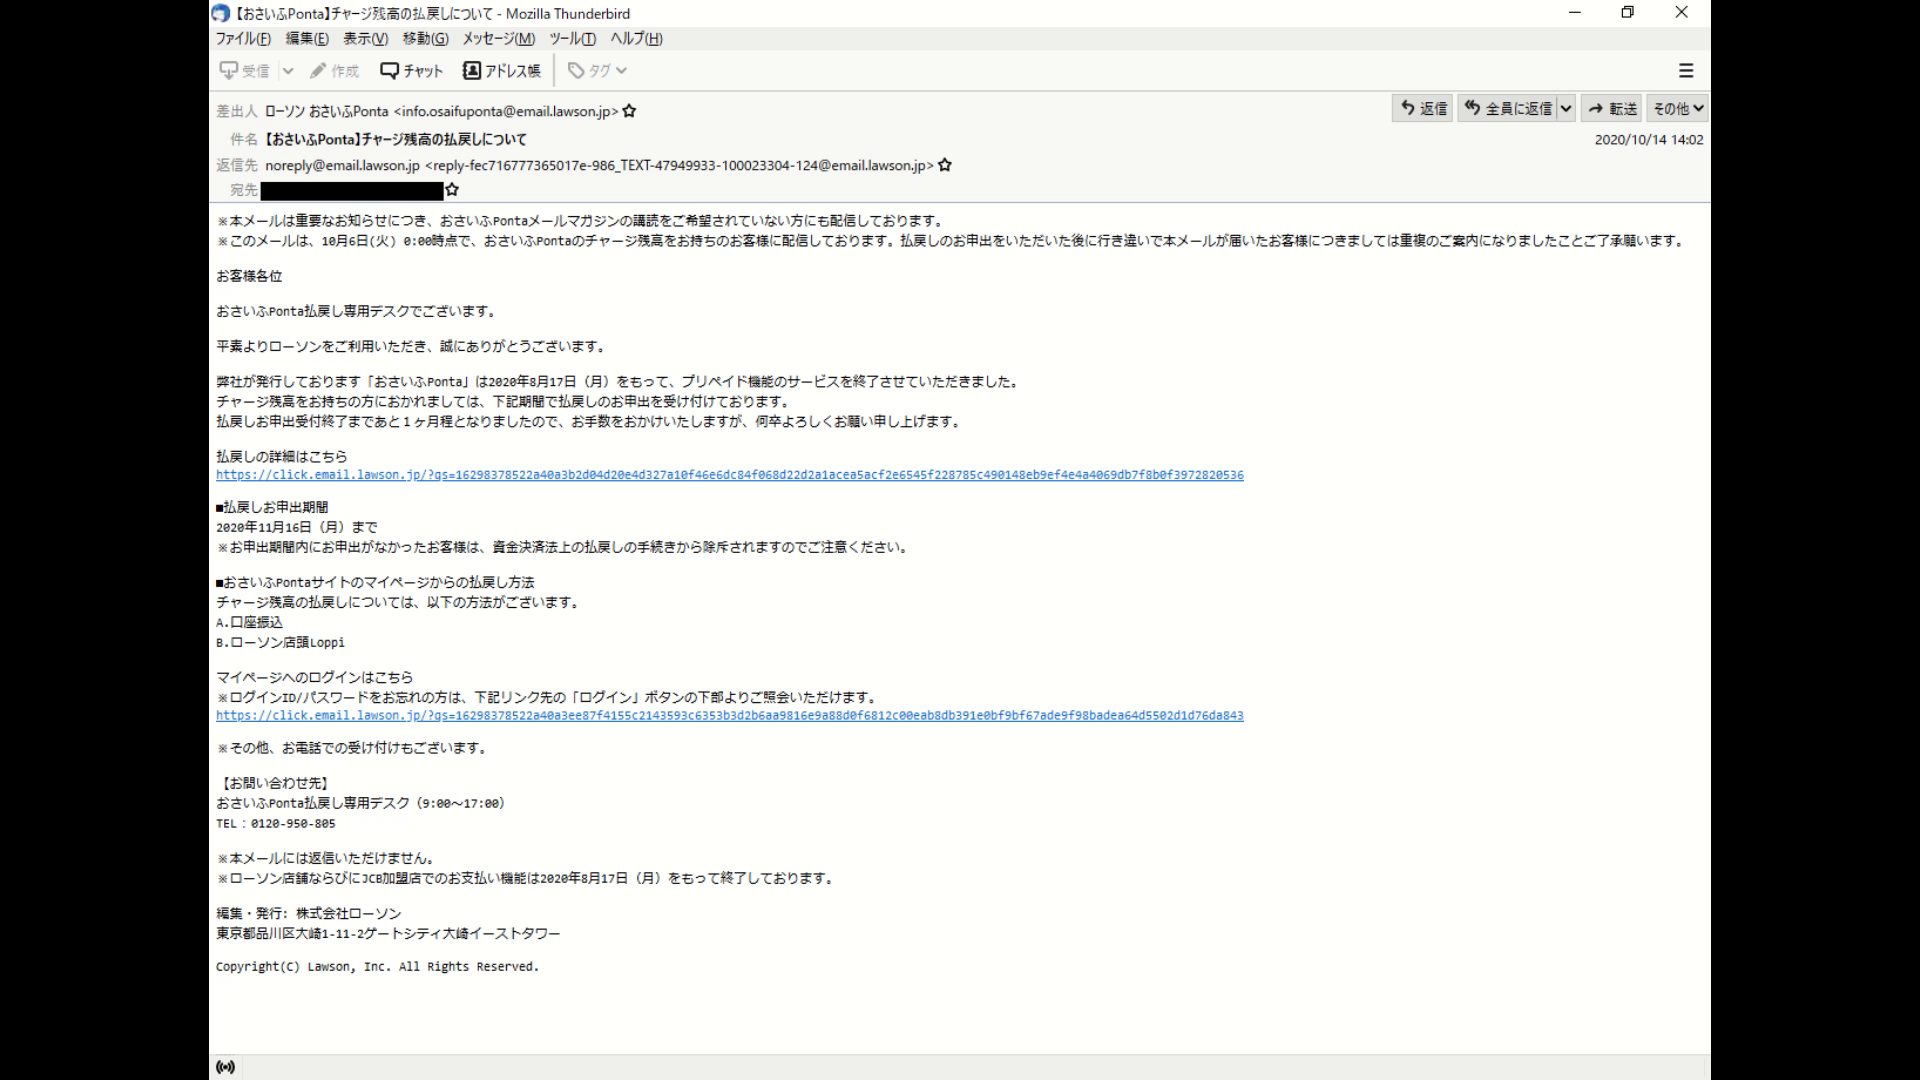 【おさいふPonta】チャージ残高の払戻しについて - Mozilla Thunderbird
ファイル(F) 編集(E) 表示(V) 移動(G) メッセージ(M) ツール(T) ヘルプ(H)
受信 作成 チャット アドレス帳 タグ
差出人 ローソン おさいふPonta <info.osaifuponta@email.lawson.jp> 返信 全員に返信 転送 その他
件名 【おさいふPonta】チャージ残高の払戻しについて 2020/10/14 14:02
返信先 noreply@email.lawson.jp <reply-fec716777365017e-986_TEXT-47949933-100023304-124@email.lawson.jp>
宛先
※本メールは重要なお知らせにつき、おさいふPontaメールマガジンの購読をご希望されていない方にも配信しております。
※このメールは、10月6日(火) 0:00時点で、おさいふPontaのチャージ残高をお持ちのお客様に配信しております。払戻しのお申出をいただいた後に行き違いで本メールが届いたお客様につきましては重複のご案内になりましたことご了承願います。
お客様各位
おさいふPonta払戻し専用デスクでございます。
平素よりローソンをご利用いただき、誠にありがとうございます。
弊社が発行しております「おさいふPonta」は2020年8月17日（月）をもって、プリペイド機能のサービスを終了させていただきました。
チャージ残高をお持ちの方におかれましては、下記期間で払戻しのお申出を受け付けております。
払戻しお申出受付終了まであと１ヶ月程となりましたので、お手数をおかけいたしますが、何卒よろしくお願い申し上げます。
払戻しの詳細はこちら
https://click.email.lawson.jp/?qs=16298378522a40a3b2d04d20e4d327a10f46e6dc84f068d22d2a1acea5acf2e6545f228785c490148eb9ef4e4a4069db7f8b0f3972820536
■払戻しお申出期間
2020年11月16日（月）まで
※お申出期間内にお申出がなかったお客様は、資金決済法上の払戻しの手続きから除斥されますのでご注意ください。
■おさいふPontaサイトのマイページからの払戻し方法
チャージ残高の払戻しについては、以下の方法がございます。
A.口座振込
B.ローソン店頭Loppi
マイページへのログインはこちら
※ログインID/パスワードをお忘れの方は、下記リンク先の「ログイン」ボタンの下部よりご照会いただけます。
https://click.email.lawson.jp/?qs=16298378522a40a3ee87f4155c2143593c6353b3d2b6aa9816e9a88d0f6812c00eab8db391e0bf9bf67ade9f98badea64d5502d1d76da843
※その他、お電話での受け付けもございます。
【お問い合わせ先】
おさいふPonta払戻し専用デスク（9:00～17:00）
TEL：0120-950-805
※本メールには返信いただけません。
※ローソン店舗ならびにJCB加盟店でのお支払い機能は2020年8月17日（月）をもって終了しております。
編集・発行: 株式会社ローソン
東京都品川区大崎1-11-2ゲートシティ大崎イーストタワー
Copyright(C) Lawson, Inc. All Rights Reserved.